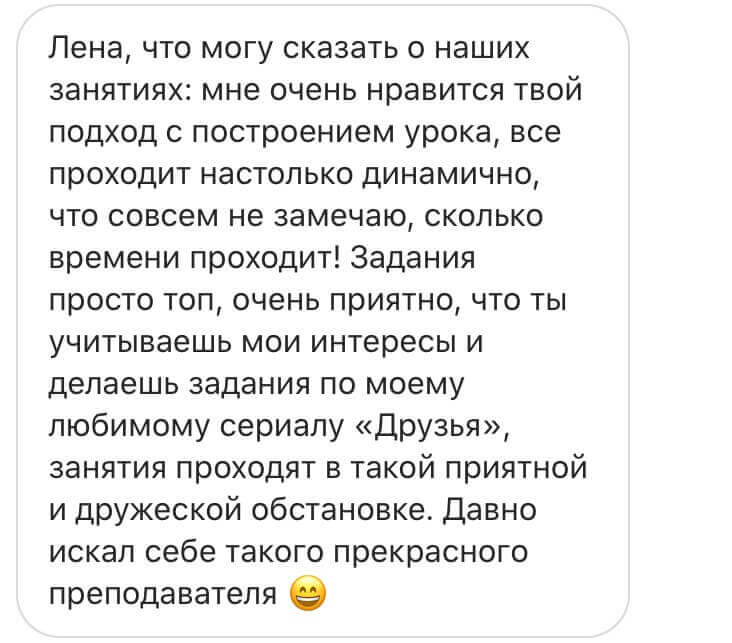 Лена, что могу сказать о наших
занятиях: мне очень нравится твой
подход с построением урока, все
проходит настолько динамично,
что совсем не замечаю, сколько
времени проходит! Задания
просто топ, очень приятно, что ты
учитываешь мои интересы и
делаешь задания по моему
любимому сериалу «Друзья»,
занятия проходят в такой приятной
и дружеской обстановке. Давно
искал себе такого прекрасного
преподавателя 😄